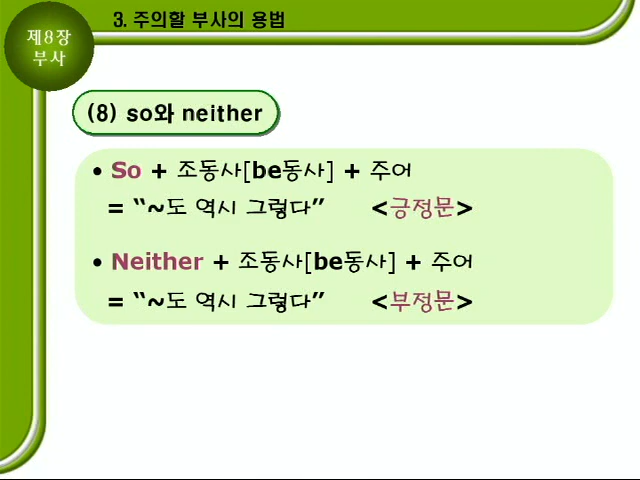 제8장
부사
3. 주의할 부사의 용법
(8) so와 neither
• So + 조동사[be동사] + 주어
= “~도 역시 그렇다” <긍정문>
• Neither + 조동사[be동사] + 주어
= “~도 역시 그렇다” <부정문>